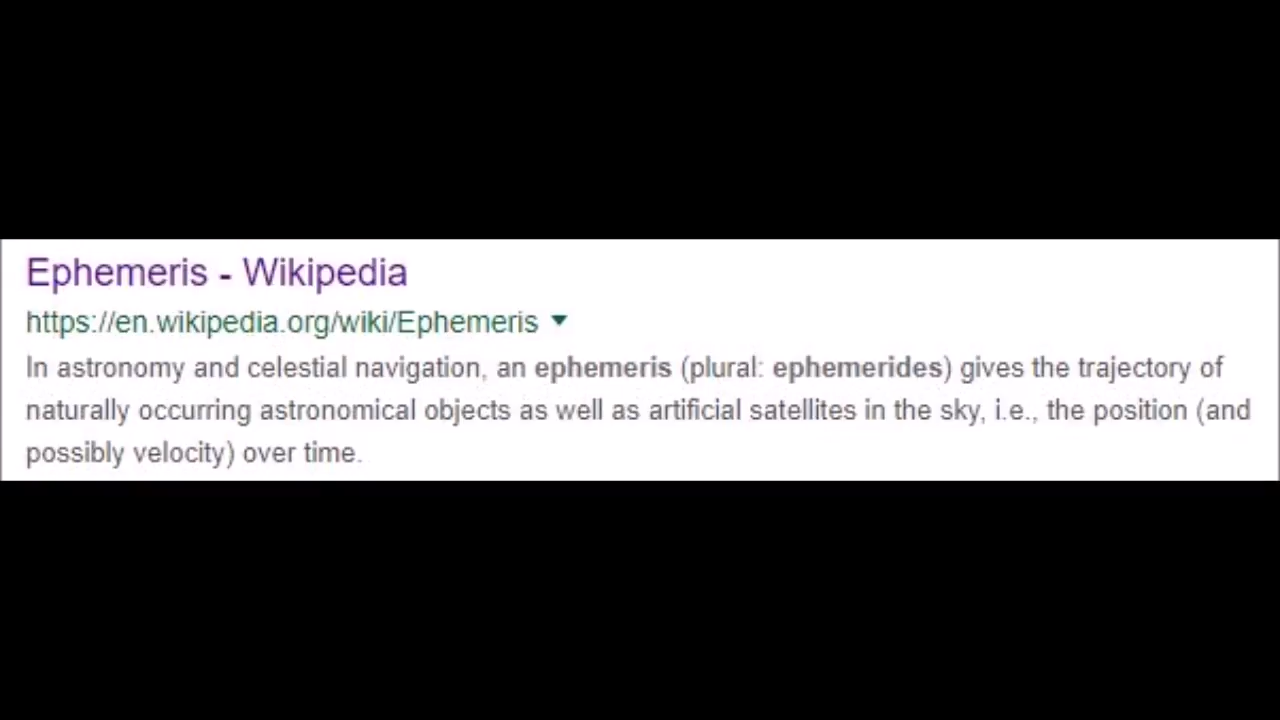 Ephemeris - Wikipedia
https://en.wikipedia.org/wiki/Ephemeris
In astronomy and celestial navigation, an ephemeris (plural: ephemerides) gives the trajectory of
naturally occurring astronomical objects as well as artificial satellites in the sky, i.e., the position (and
possibly velocity) over time.